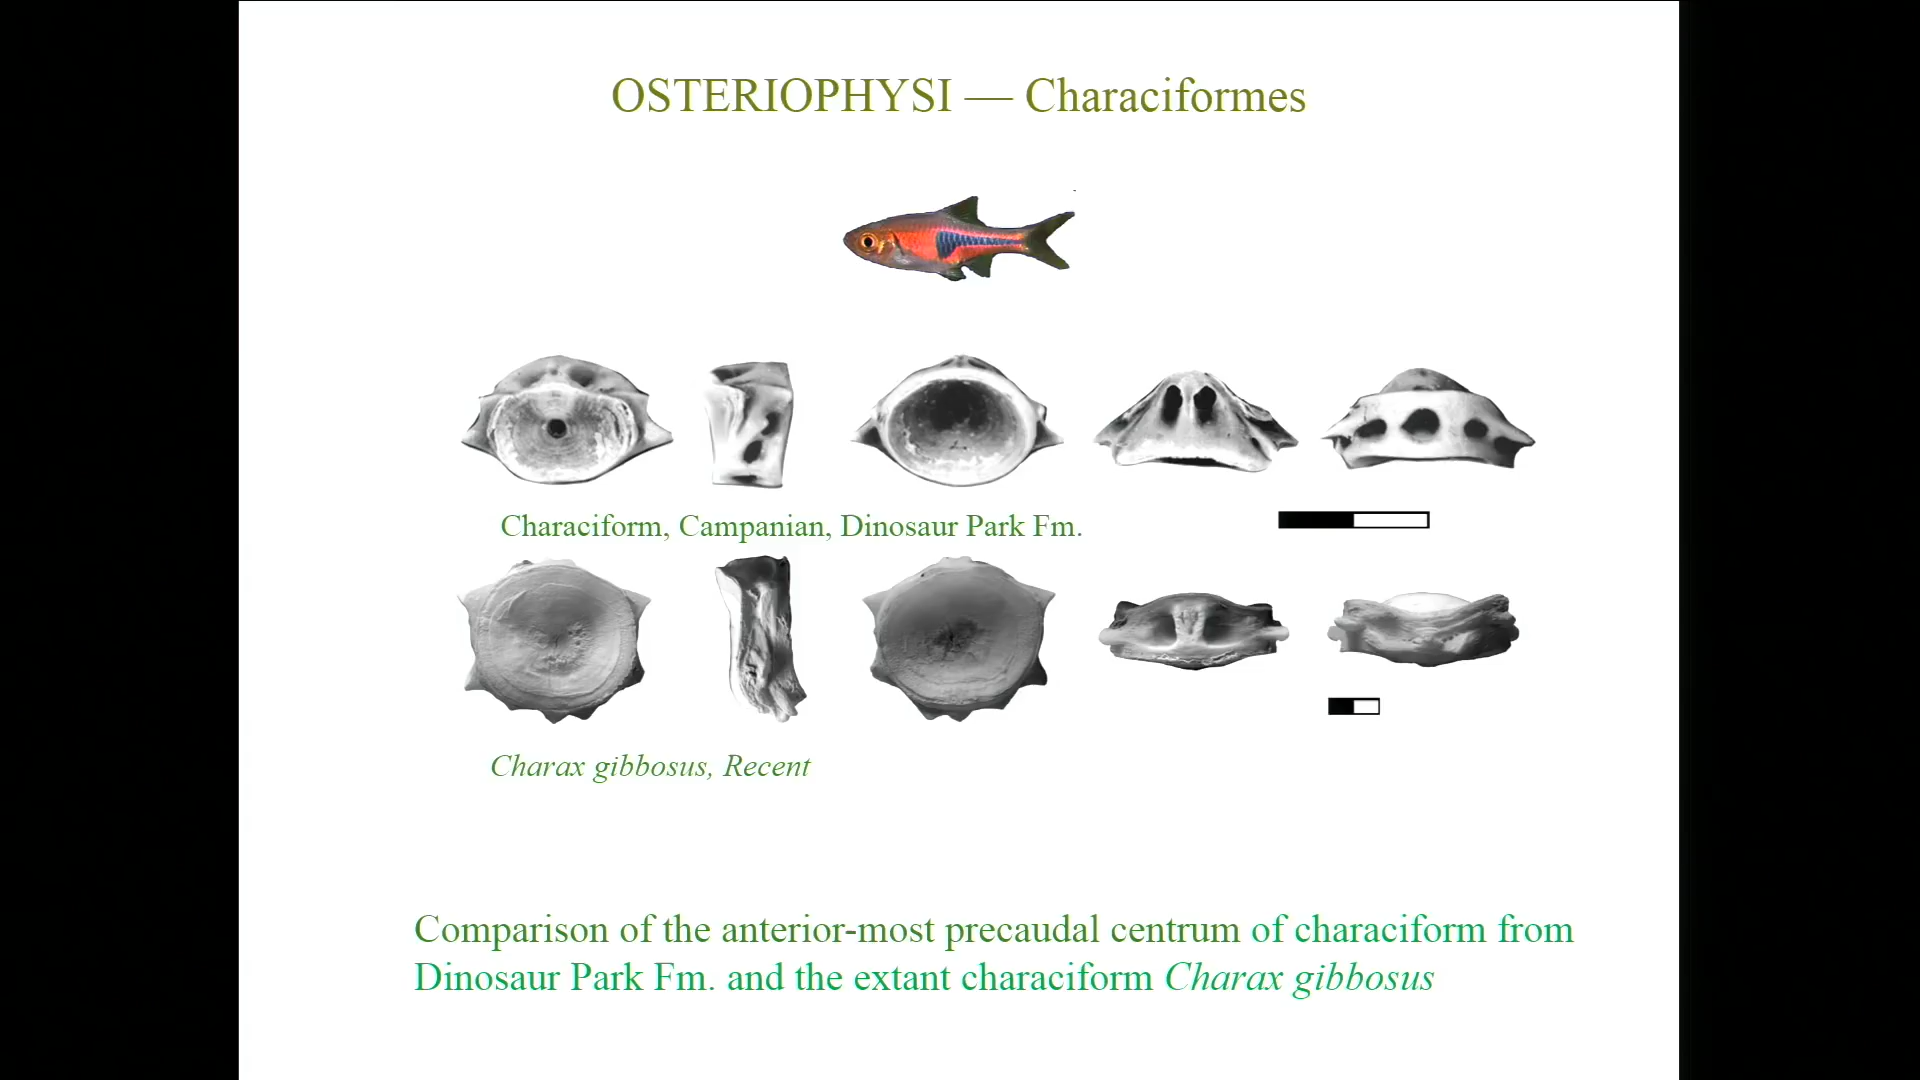 OSTERIOPHYSI — Characiformes
Characiform, Campanian, Dinosaur Park Fm.
Charax gibbosus, Recent
Comparison of the anterior-most precaudal centrum of characiform from
Dinosaur Park Fm. and the extant characiform Charax gibbosus